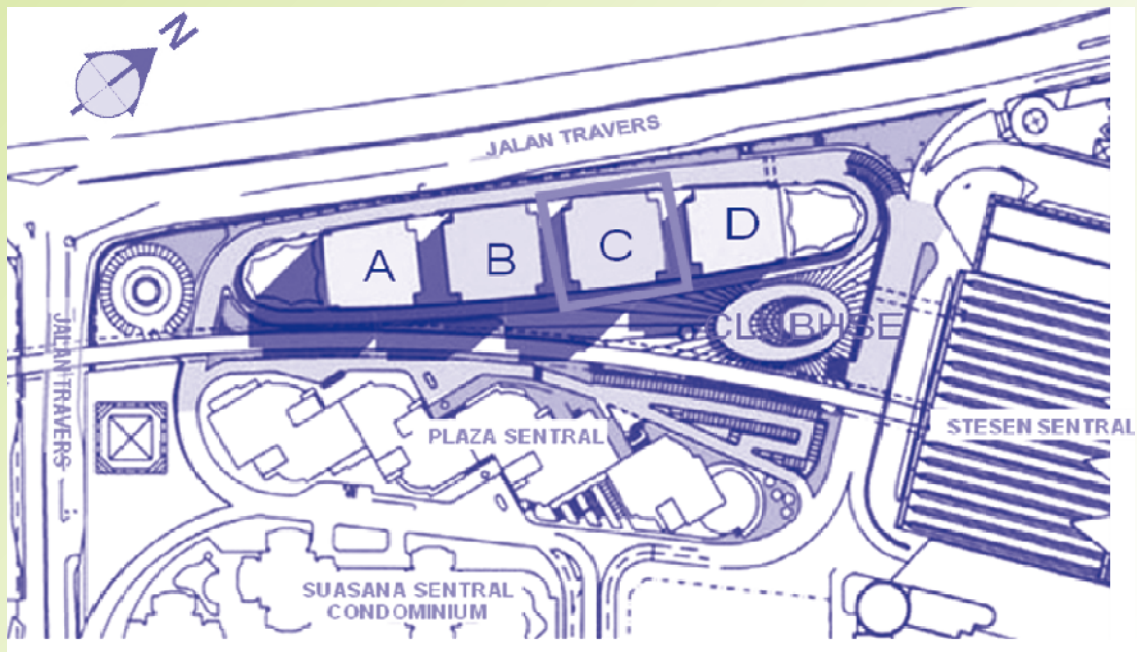 N
JALAN TRAVERS
A
B
C
D
CLUBHSE
JALAN TRAVERS
PLAZA SENTRAL
STESEN SENTRAL
SUASANA SENTRAL
CONDOMINIUM